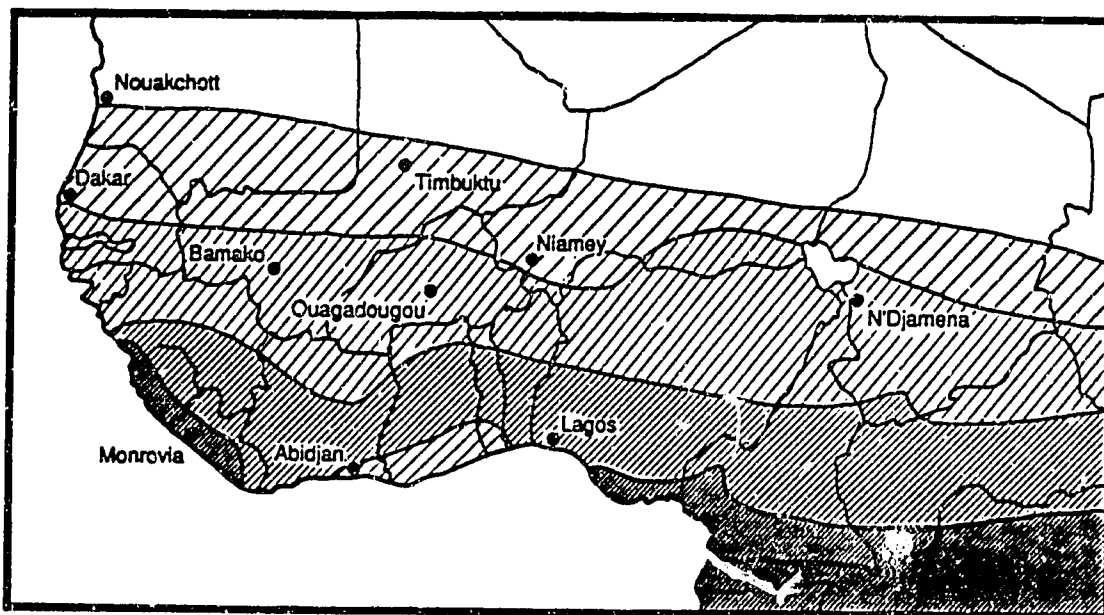 Nouakchott
Timbuktu
Dakar
Niamey
Bamako
Ouagadougou
N'Djamena
Lagos
Monrovia
Abidjan